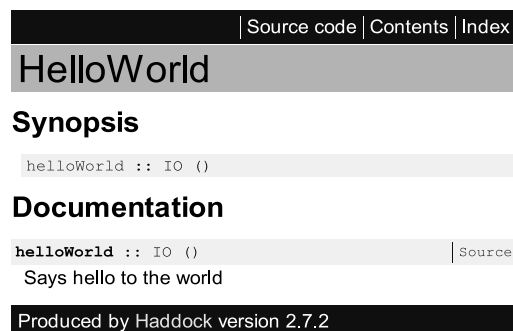 Source code | Contents | Index
HelloWorld
Synopsis
helloWorld :: IO ()
Documentation
helloWorld :: IO () | Source
Says hello to the world
Produced by Haddock version 2.7.2